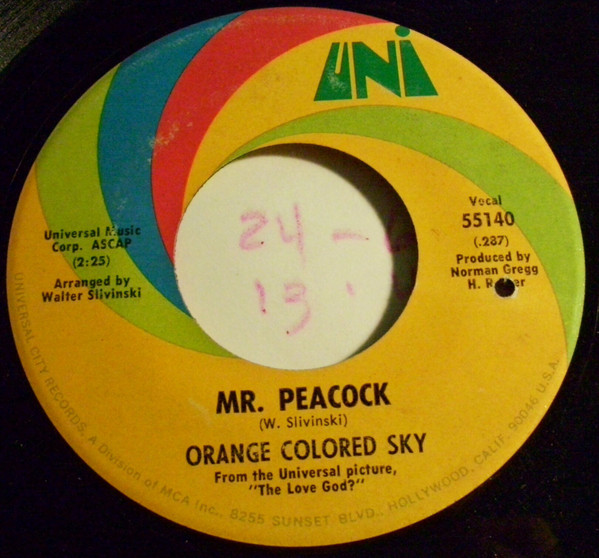 UNI
Universal Music
Corp. ASCAP
(2:25)
Arranged by
Walter Slivinski
Vocal
55140
(.287)
Produced by
Norman Gregg
H.
24 -
13
MR. PEACOCK
(W. Slivinski)
ORANGE COLORED SKY
From the Universal picture,
"The Love God?"
UNIVERSAL CITY RECORDS, A Division of MCA Inc., 8255 SUNSET BLVD., HOLLYWOOD, CALIF. 90046 U.S.A.